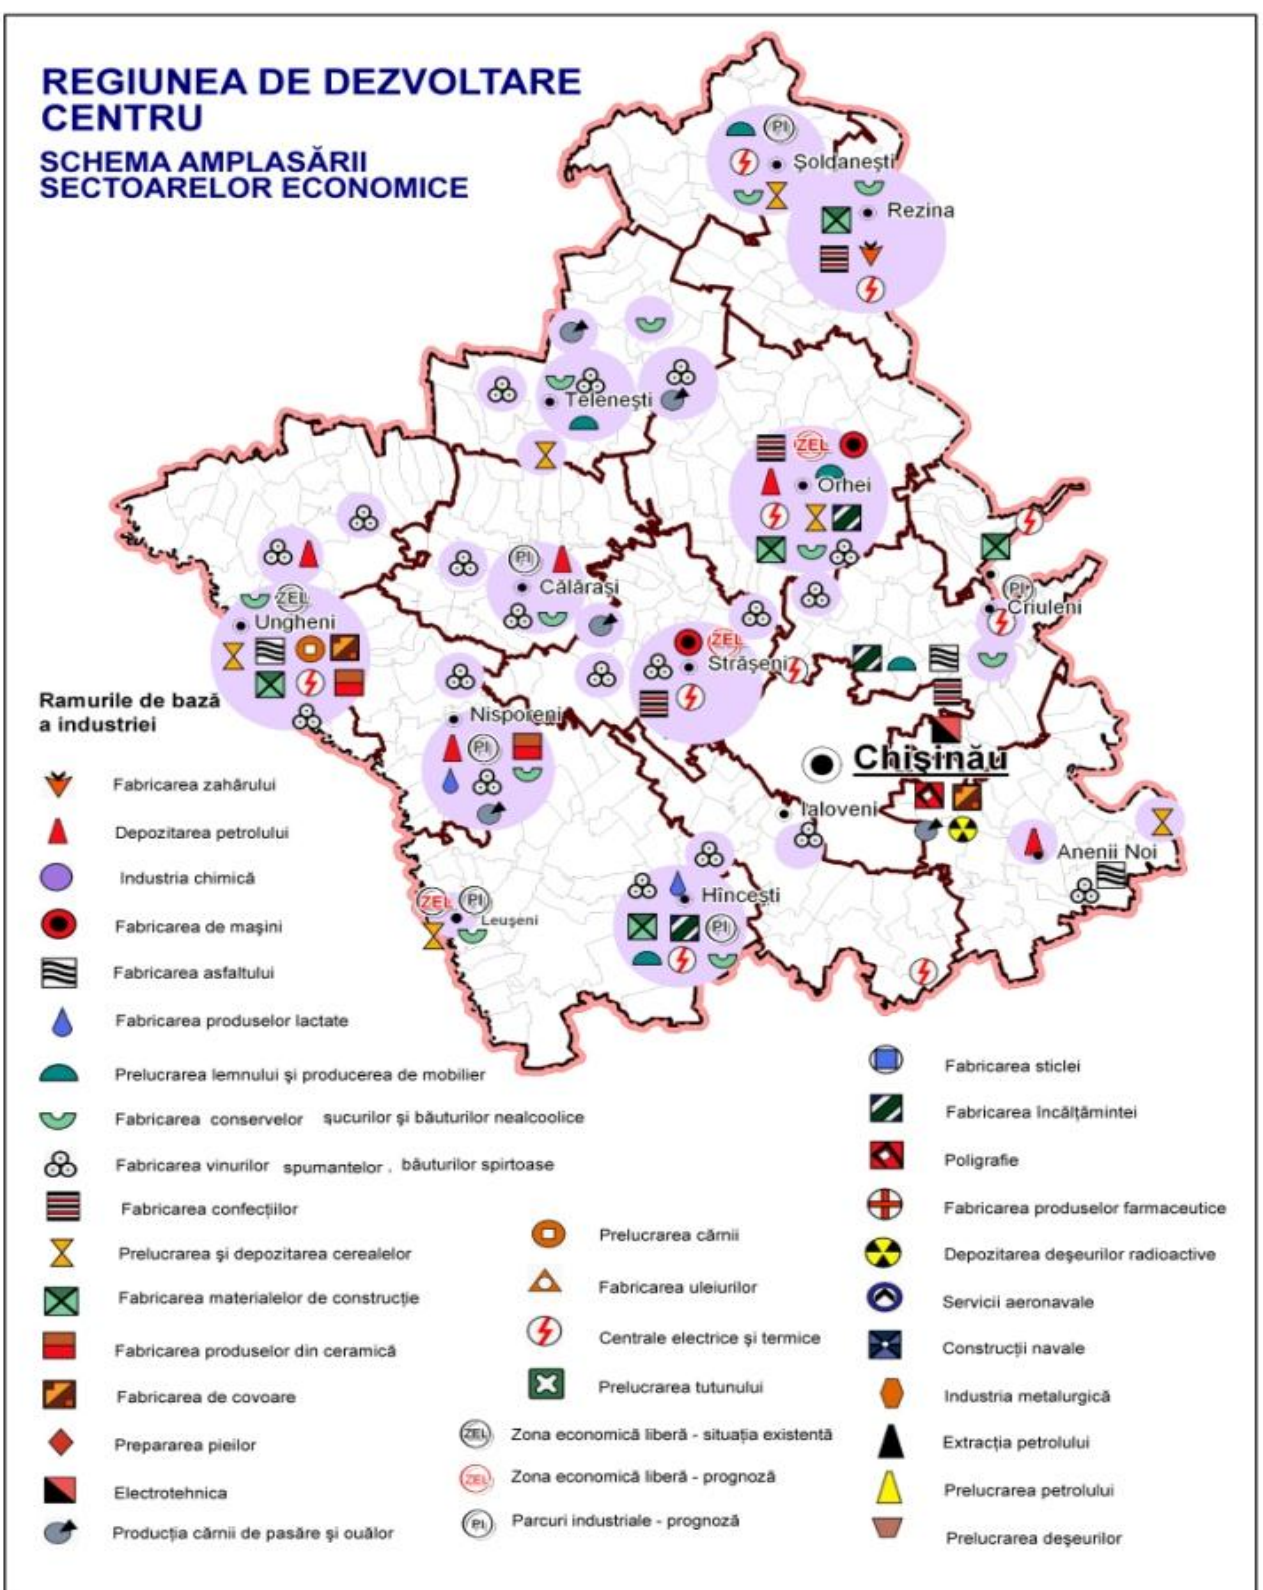 REGIUNEA DE DEZVOLTARE
CENTRU
SCHEMA AMPLASĂRII
SECTOARELOR ECONOMICE
PI
Şoldaneşti
Rezina
Teleneşti
ZEL
Orhei
PI
Călăraşi
ZEL
Ungheni
PI
Criuleni
ZEL
Străşeni
Nisporeni
PI
Chişinău
Ialoveni
Anenii Noi
ZEL PI
Leuşeni
Hînceşti
PI
Ramurile de bază
a industriei
Fabricarea zahărului
Depozitarea petrolului
Industria chimică
Fabricarea de maşini
Fabricarea asfaltului
Fabricarea produselor lactate
Prelucrarea lemnului şi producerea de mobilier
Fabricarea conservelor sucurilor şi băuturilor nealcoolice
Fabricarea vinurilor spumantelor , băuturilor spirtoase
Fabricarea confecţiilor
Prelucrarea şi depozitarea cerealelor
Fabricarea materialelor de construcţie
Fabricarea produselor din ceramică
Fabricarea de covoare
Prepararea pieilor
Electrotehnica
Producţia cărnii de pasăre şi ouălor
Prelucrarea cărnii
Fabricarea uleiurilor
Centrale electrice şi termice
Prelucrarea tutunului
ZEL Zona economică liberă - situaţia existentă
ZEL Zona economică liberă - prognoză
PI Parcuri industriale - prognoză
Fabricarea sticlei
Fabricarea încălţămintei
Poligrafie
Fabricarea produselor farmaceutice
Depozitarea deşeurilor radioactive
Servicii aeronavale
Construcţii navale
Industria metalurgică
Extracţia petrolului
Prelucrarea petrolului
Prelucrarea deşeurilor